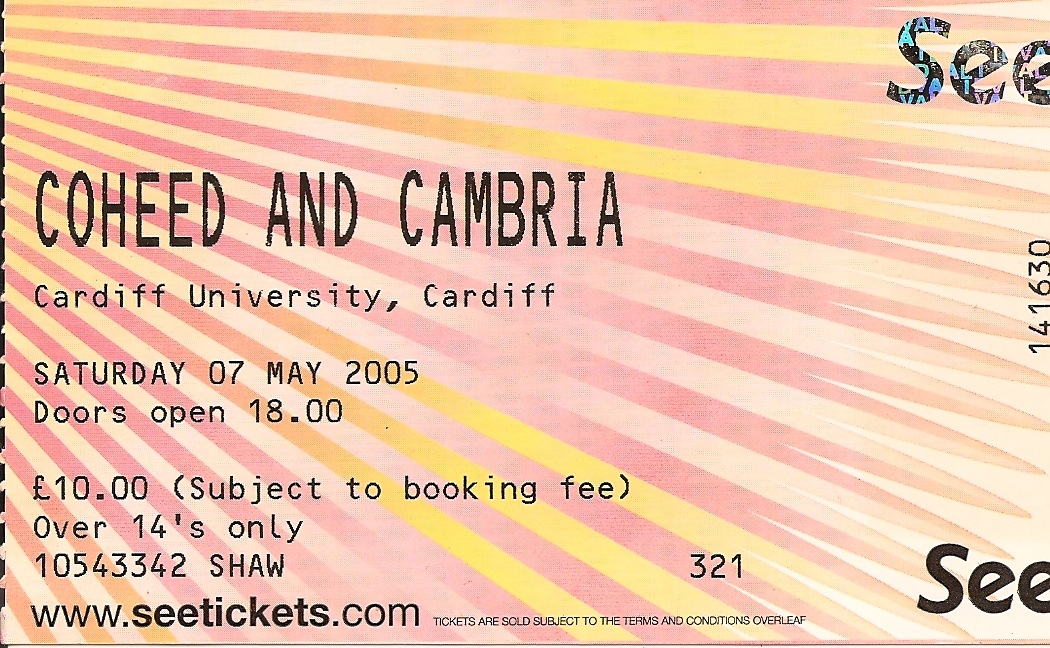 See
COHEED AND CAMBRIA
Cardiff University, Cardiff
141630
SATURDAY 07 MAY 2005
Doors open 18.00
£10.00 (Subject to booking fee)
Over 14's only
10543342 SHAW 321
See
www.seetickets.com TICKETS ARE SOLD SUBJECT TO THE TERMS AND CONDITIONS OVERLEAF